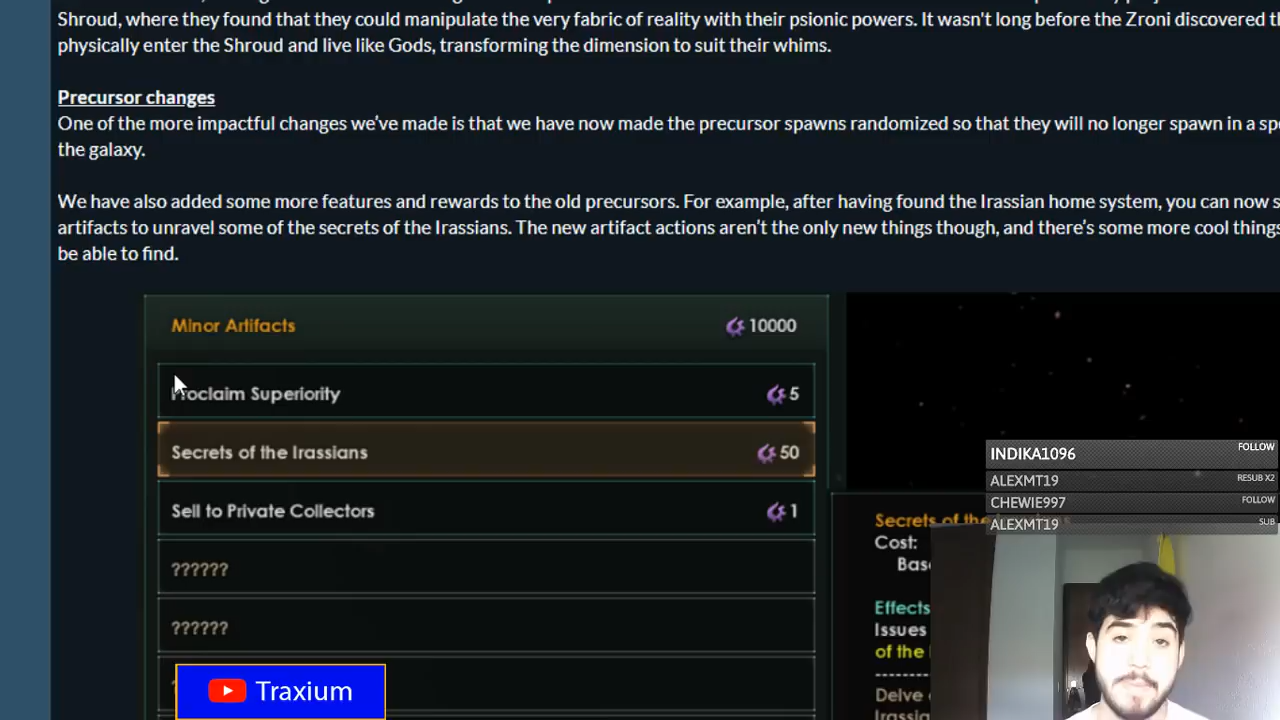 Shroud, where they found that they could manipulate the very fabric of reality with their psionic powers. It wasn't long before the Zroni discovered
physically enter the Shroud and live like Gods, transforming the dimension to suit their whims.
Precursor changes
One of the more impactful changes we've made is that we have now made the precursor spawns randomized so that they will no longer spawn in a
the galaxy.
We have also added some more features and rewards to the old precursors. For example, after having found the Irassian home system, you can now
artifacts to unravel some of the secrets of the Irassians. The new artifact actions aren't the only new things though, and there's some more cool things
be able to find.
Minor Artifacts 10000
Proclaim Superiority 5
Secrets of the Irassians 50
Sell to Private Collectors 1
??????
??????
INDIKA1096 FOLLOW
ALEXMT19 RESUB X2
CHEWIE997 FOLLOW
ALEXMT19 SUB
Secrets of the
Cost:
Effects
Issues
of the
Delve
Traxium